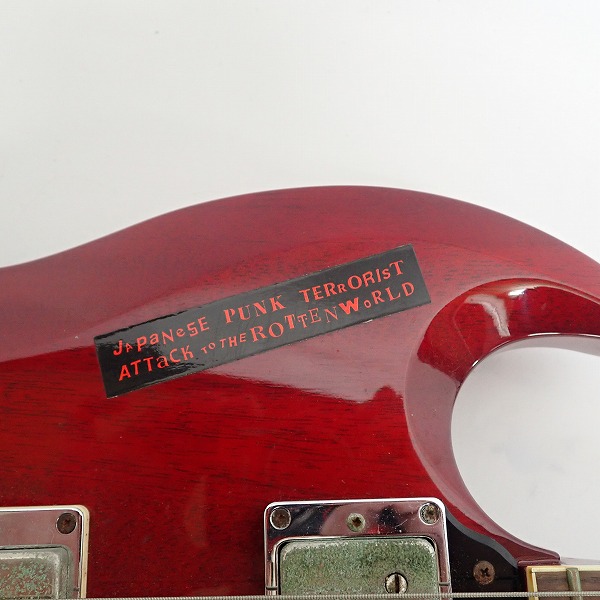 JAPANeSE PUNK TERRORIsT
ATTaCK TO THE ROTTENWoRLD